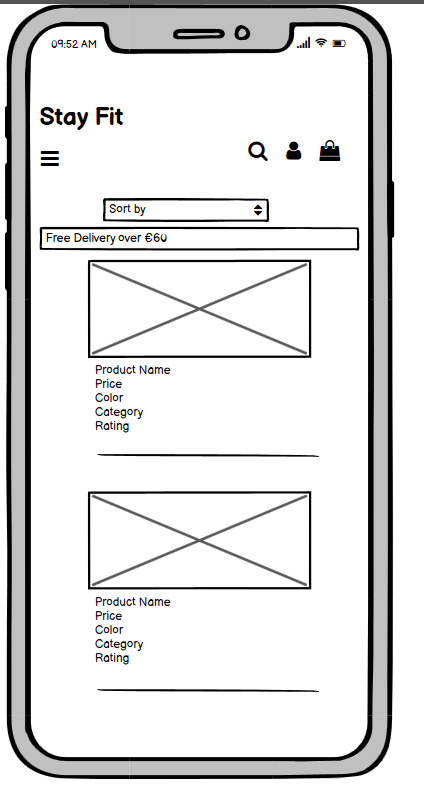 09:52 AM
Stay Fit
Sort by
Free Delivery over €60
Product Name
Price
Color
Category
Rating
Product Name
Price
Color
Category
Rating